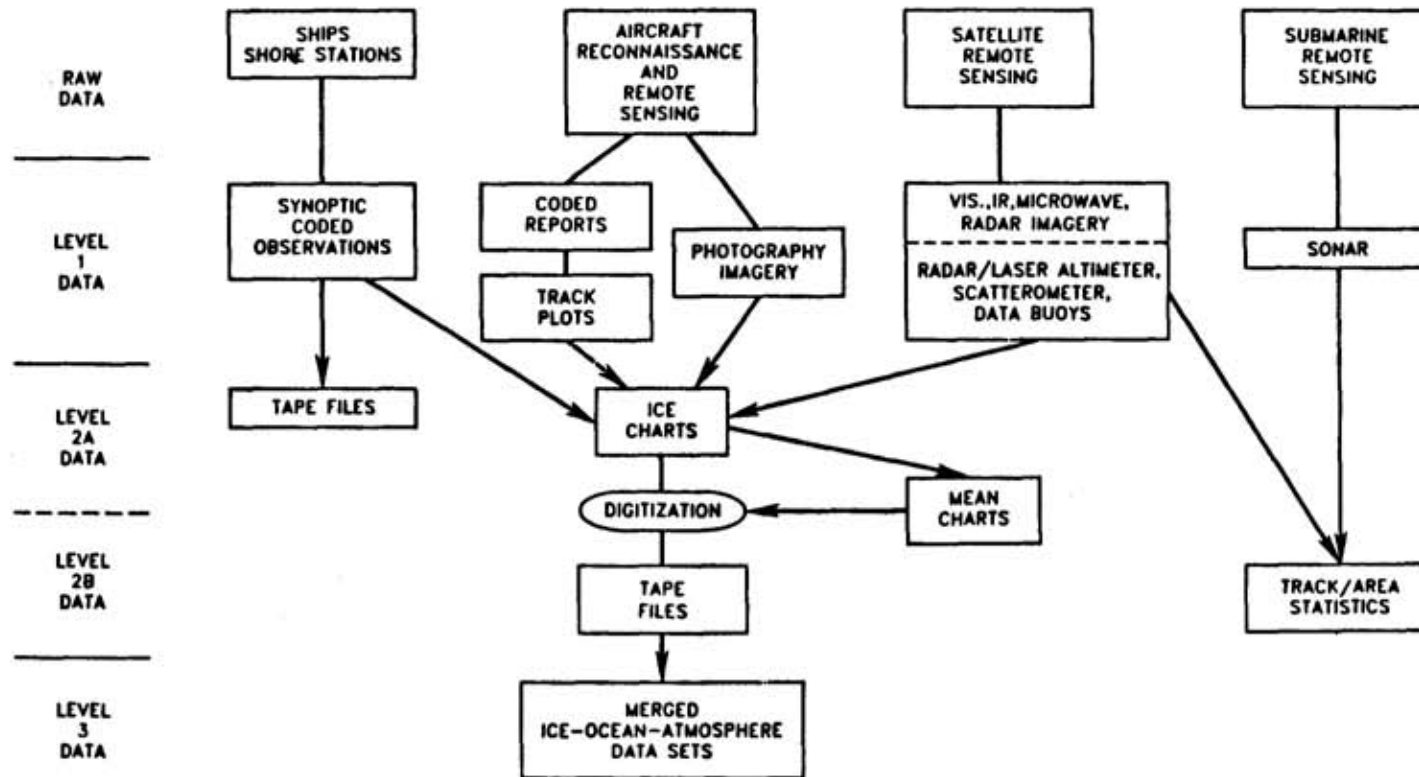 SHIPS
SHORE STATIONS
AIRCRAFT
RECONNAISSANCE
AND
REMOTE
SENSING
SATELLITE
REMOTE
SENSING
SUBMARINE
REMOTE
SENSING
RAW
DATA
SYNOPTIC
CODED
OBSERVATIONS
CODED
REPORTS
TRACK
PLOTS
PHOTOGRAPHY
IMAGERY
VIS.,IR,MICROWAVE,
RADAR IMAGERY
RADAR/LASER ALTIMETER,
SCATTEROMETER,
DATA BUOYS
SONAR
LEVEL
1
DATA
TAPE FILES
ICE
CHARTS
MEAN
CHARTS
LEVEL
2A
DATA
DIGITIZATION
LEVEL
2B
DATA
TAPE
FILES
TRACK/AREA
STATISTICS
LEVEL
3
DATA
MERGED
ICE-OCEAN-ATMOSPHERE
DATA SETS